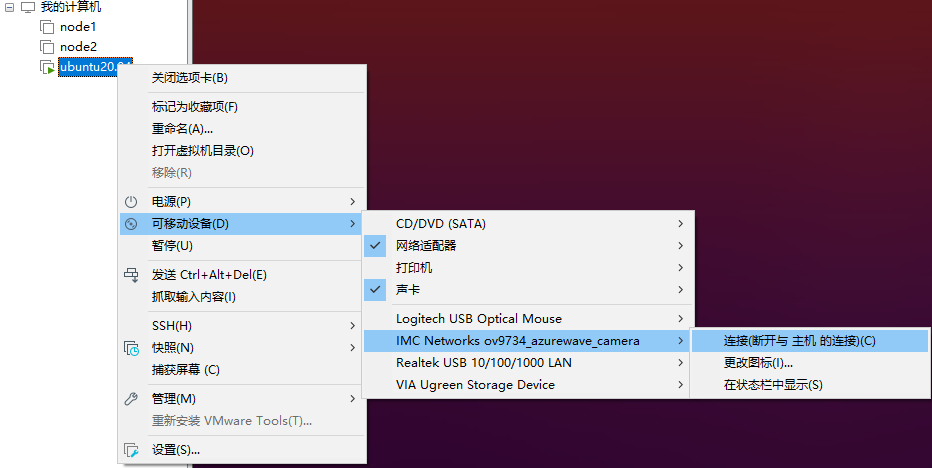 我的计算机
node1
node2
ubuntu20.04
关闭选项卡(B)
标记为收藏项(F)
重命名(A)...
打开虚拟机目录(O)
移除(R)
电源(P)
可移动设备(D)
暂停(U)
发送 Ctrl+Alt+Del(E)
抓取输入内容(I)
SSH(H)
快照(N)
捕获屏幕 (C)
管理(M)
重新安装 VMware Tools(T)...
设置(S)...
CD/DVD (SATA)
网络适配器
打印机
声卡
Logitech USB Optical Mouse
IMC Networks ov9734_azurewave_camera
Realtek USB 10/100/1000 LAN
VIA Ugreen Storage Device
连接(断开与 主机 的连接)(C)
更改图标(I)...
在状态栏中显示(S)